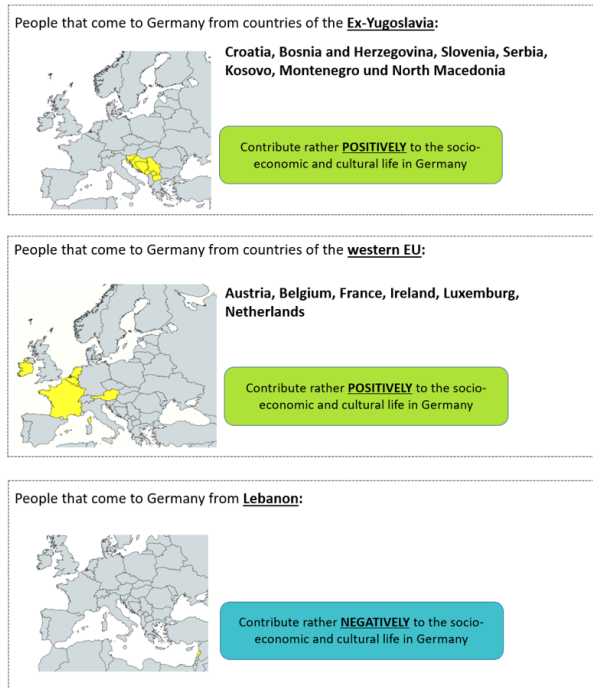 People that come to Germany from countries of the Ex-Yugoslavia:
Croatia, Bosnia and Herzegovina, Slovenia, Serbia,
Kosovo, Montenegro und North Macedonia
Contribute rather POSITIVELY to the socio-
economic and cultural life in Germany
People that come to Germany from countries of the western EU:
Austria, Belgium, France, Ireland, Luxemburg,
Netherlands
Contribute rather POSITIVELY to the socio-
economic and cultural life in Germany
People that come to Germany from Lebanon:
Contribute rather NEGATIVELY to the socio-
economic and cultural life in Germany